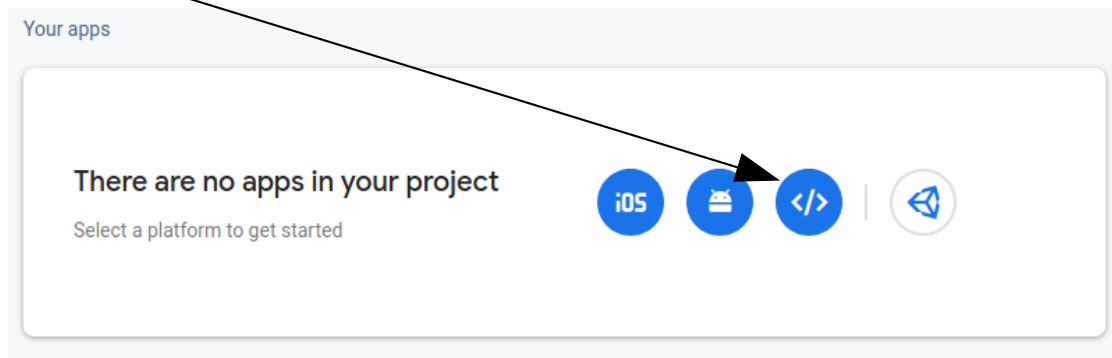 Your apps
There are no apps in your project
Select a platform to get started
iOS
</>